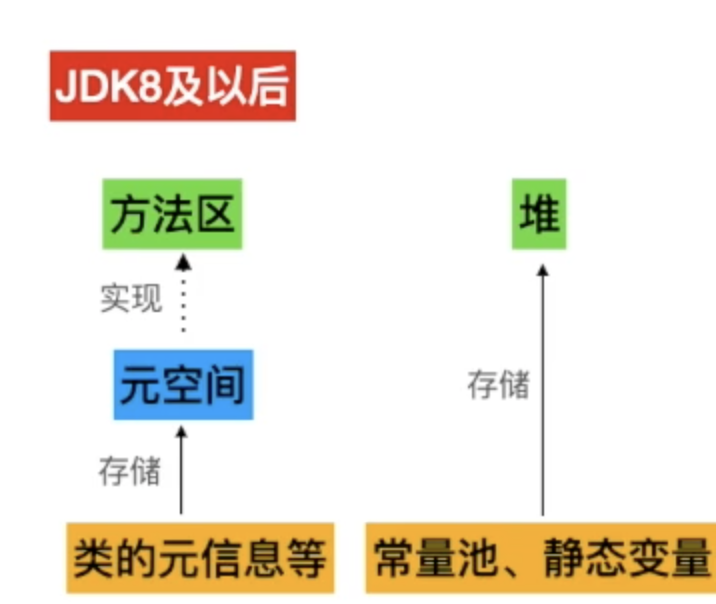 JDK8及以后
方法区
堆
实现
元空间
存储
存储
类的元信息等
常量池、静态变量